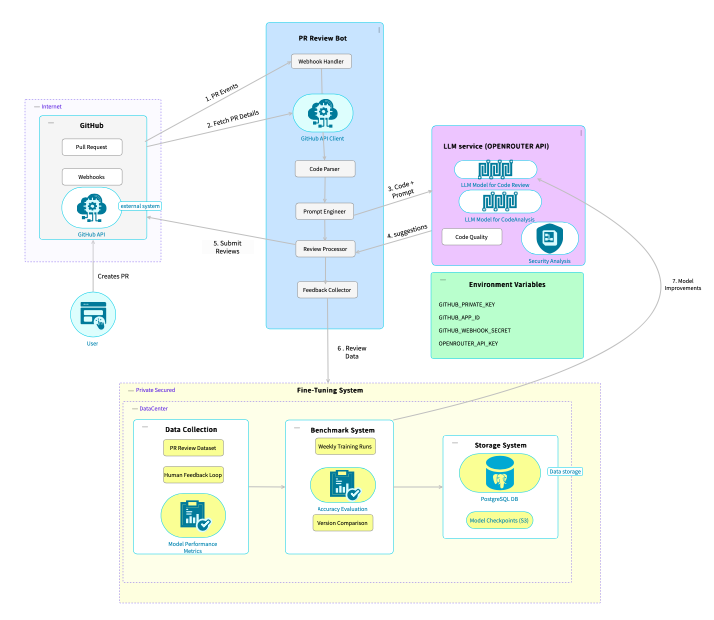 PR Review Bot
Webhook Handler
1. PR Events
Internet
2. Fetch PR Details
GitHub
GitHub API Client
Pull Request
LLM service (OPENROUTER API)
Code Parser
Webhooks
LLM Model for Code Review
3. Code +
Prompt
external system
Prompt Engineer
LLM Model for CodeAnalysis
GitHub API
4. suggestions
Code Quality
5. Submit
Reviews
Review Processor
Security Analysis
Creates PR
7. Model
Improvements
Feedback Collector
Environment Variables
GITHUB_PRIVATE_KEY
GITHUB_APP_ID
GITHUB_WEBHOOK_SECRET
OPENROUTER_API_KEY
User
6 . Review
Data
Private Secured
Fine-Tuning System
DataCenter
Data Collection
Benchmark System
Storage System
PR Review Dataset
Weekly Training Runs
Human Feedback Loop
Data storage
PostgreSQL DB
Accuracy Evaluation
Version Comparison
Model Checkpoints (S3)
Model Performance
Metrics